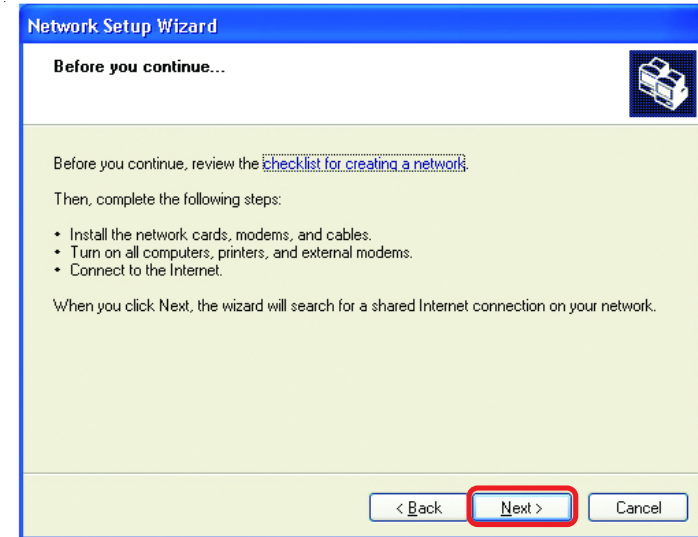 Network Setup Wizard
Before you continue...
Before you continue, review the checklist for creating a network.
Then, complete the following steps:
• Install the network cards, modems, and cables.
• Turn on all computers, printers, and external modems.
• Connect to the Internet.
When you click Next, the wizard will search for a shared Internet connection on your network.
< Back Next > Cancel